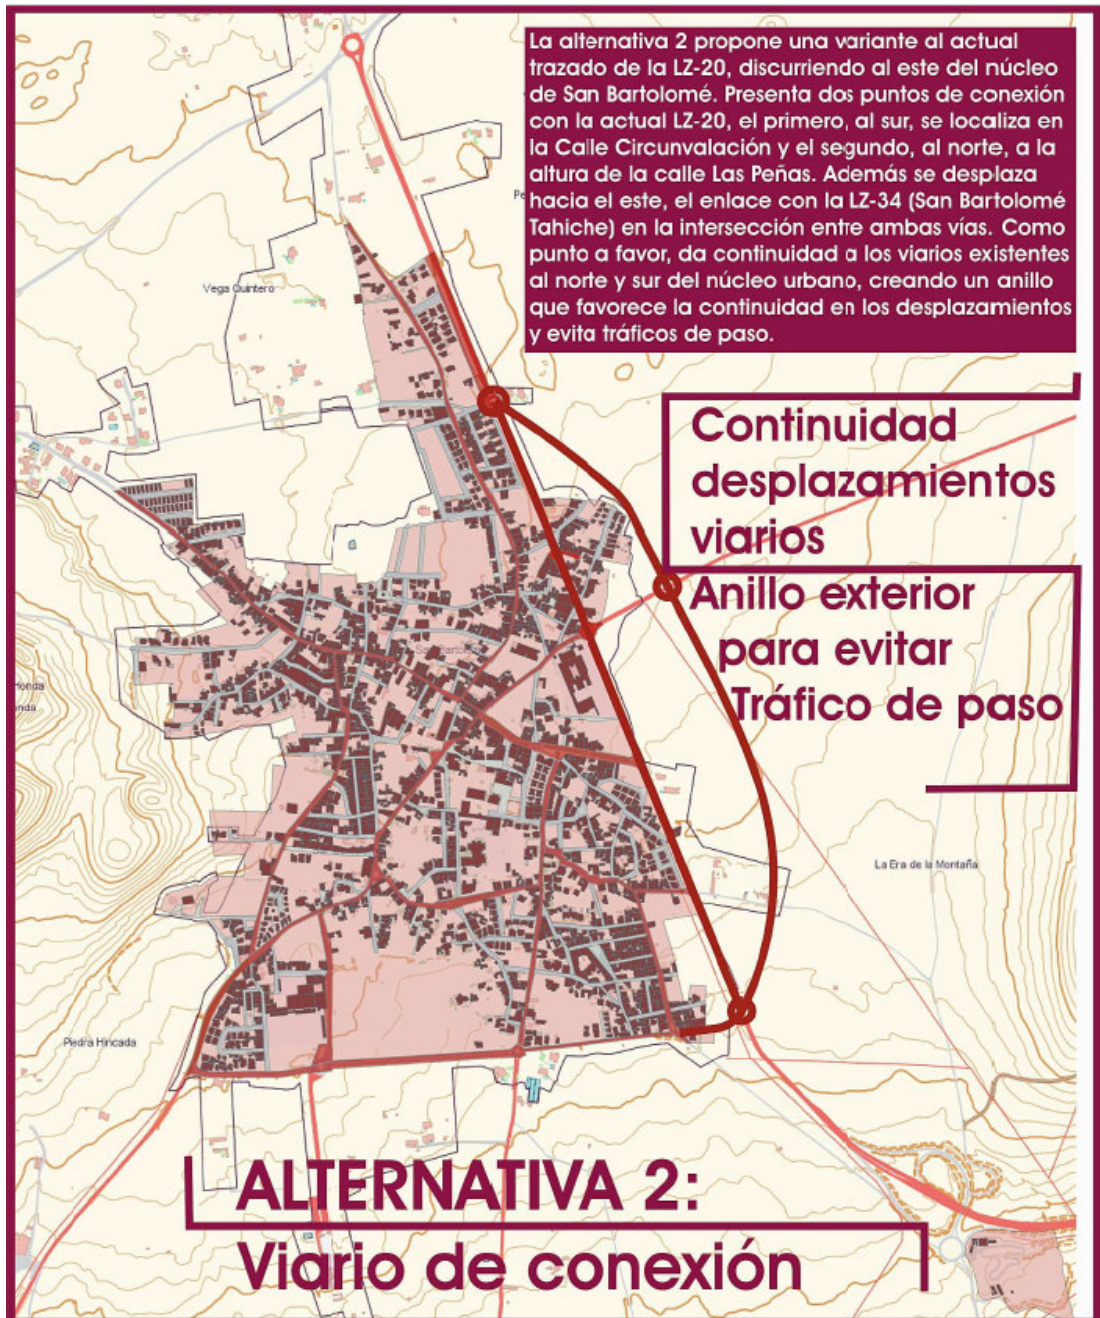 La alternativa 2 propone una variante al actual
trazado de la LZ-20, discurriendo al este del núcleo
de San Bartolomé. Presenta dos puntos de conexión
con la actual LZ-20, el primero, al sur, se localiza en
la Calle Circunvalación y el segundo, al norte, a la
altura de la calle Las Peñas. Además se desplaza
hacia el este, el enlace con la LZ-34 (San Bartolomé
Tahiche) en la intersección entre ambas vías. Como
punto a favor, da continuidad a los viarios existentes
al norte y sur del núcleo urbano, creando un anillo
que favorece la continuidad en los desplazamientos
y evita tráficos de paso.
Pe
Vega Quintero
Continuidad
desplazamientos
viarios
Anillo exterior
para evitar
Tráfico de paso
San Bartolo
Honda
onda
La Era de la Montaña
Piedra Hincada
ALTERNATIVA 2:
Viario de conexión